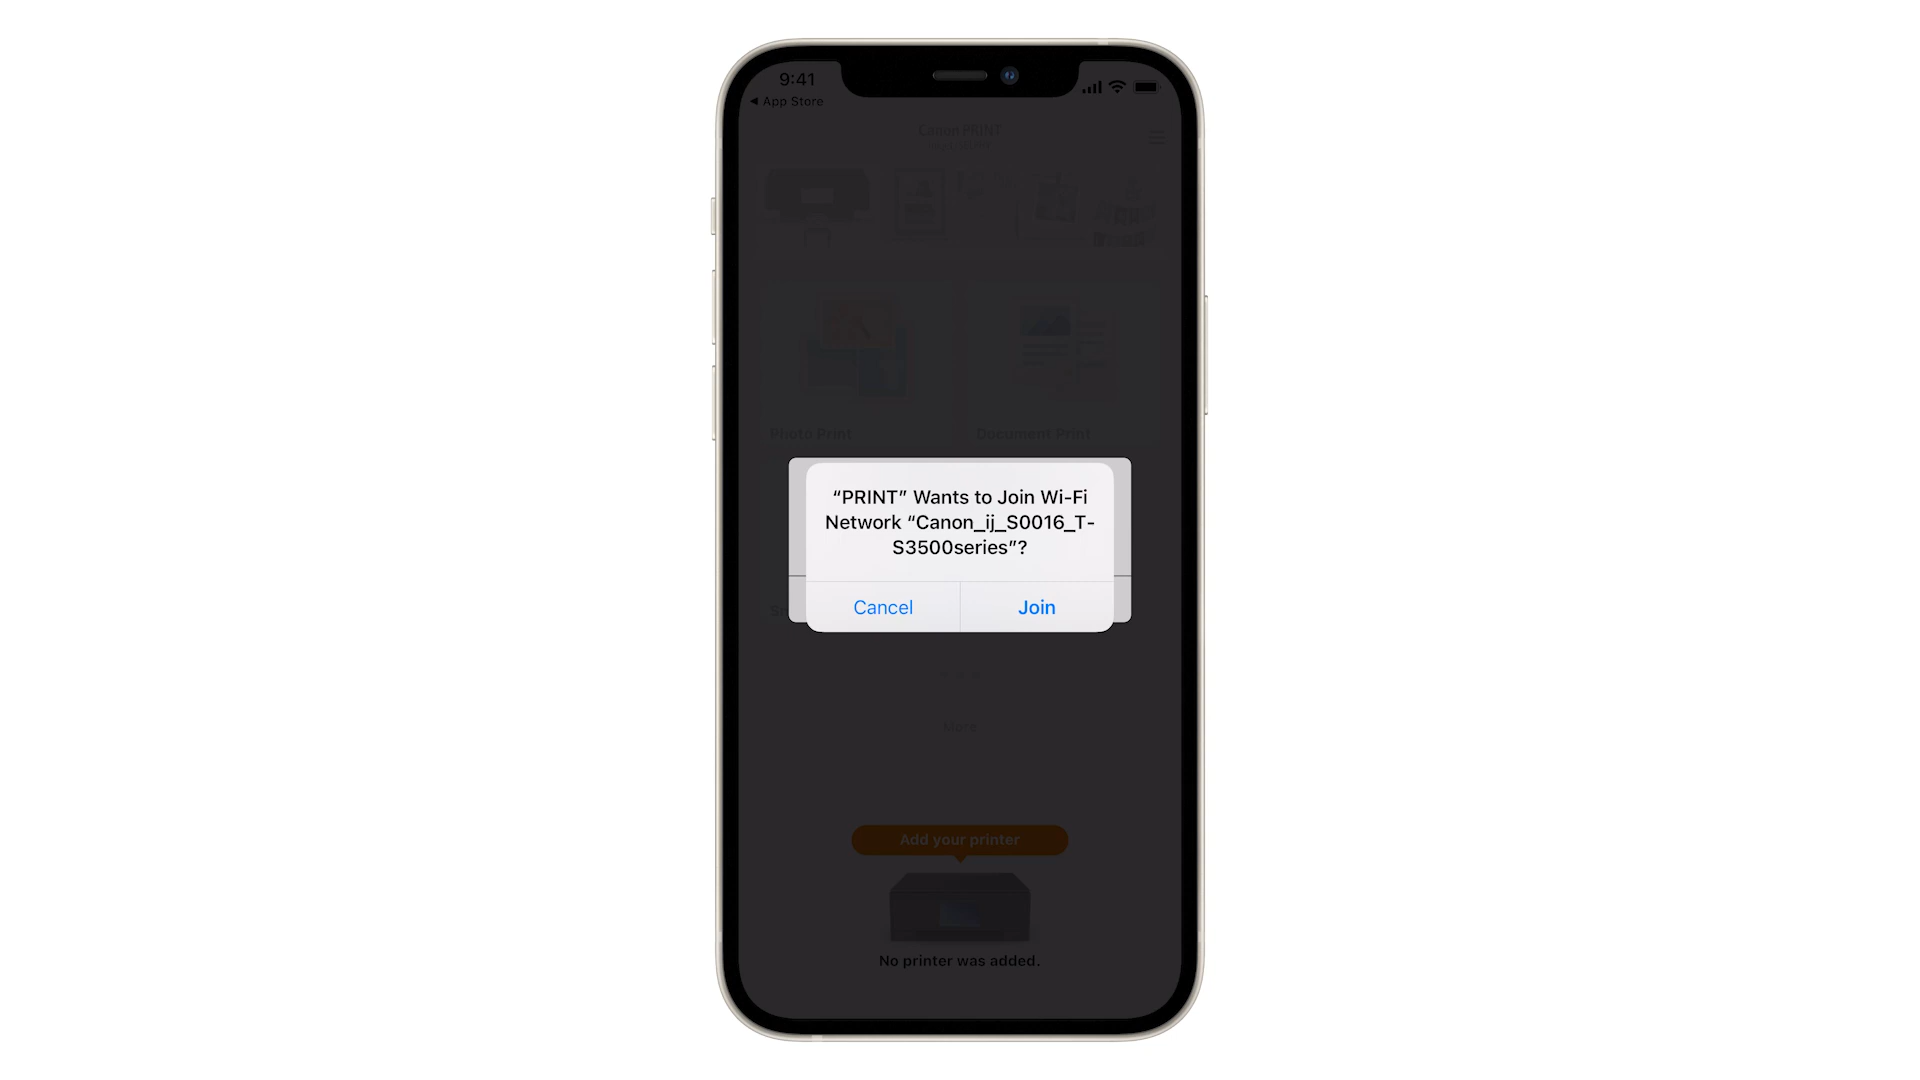 9:41
◀ App Store
Canon PRINT
Photo Print
Document Print
“PRINT” Wants to Join Wi-Fi
Network “Canon_ij_S0016_T-
S3500series”?
Cancel
Join
More
Add your printer
No printer was added.